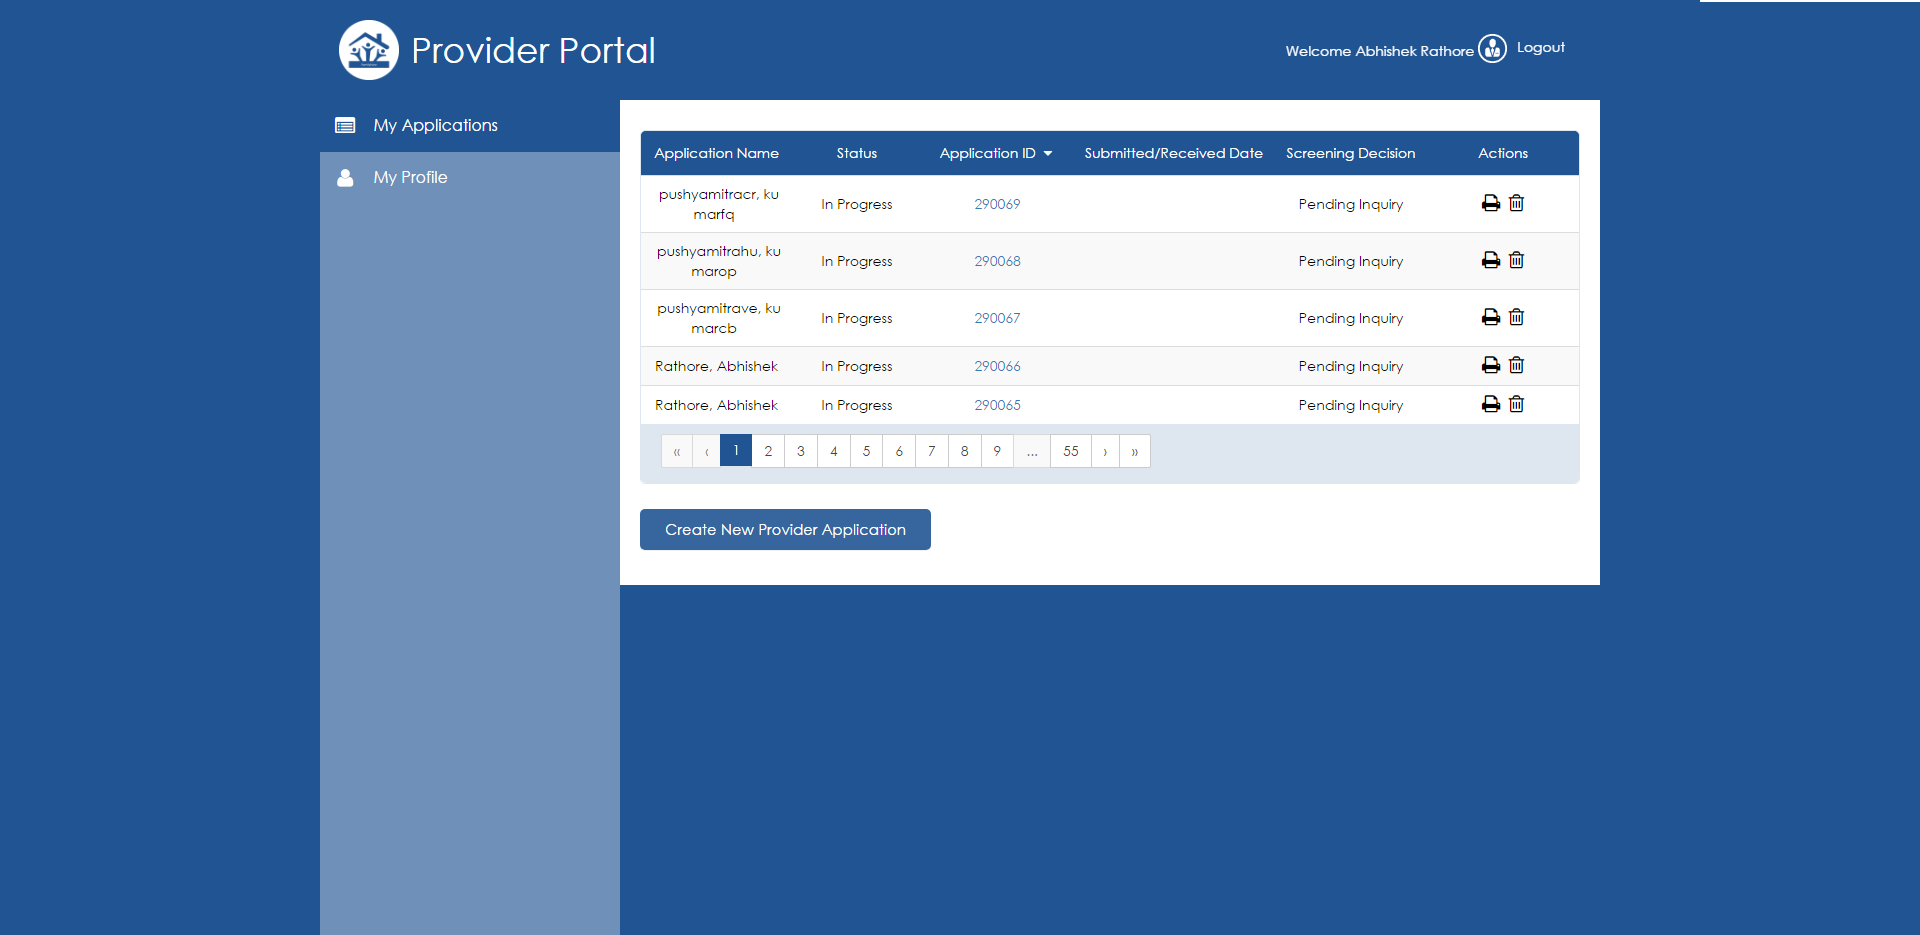 Provider Portal
Welcome Abhishek Rathore
Logout
My Applications
My Profile
Application Name Status Application ID Submitted/Received Date Screening Decision Actions
pushyamitracr, ku
marfq
In Progress 290069 Pending Inquiry
pushyamitrahu, ku
marop
In Progress 290068 Pending Inquiry
pushyamitrave, ku
marcb
In Progress 290067 Pending Inquiry
Rathore, Abhishek In Progress 290066 Pending Inquiry
Rathore, Abhishek In Progress 290065 Pending Inquiry
« ‹ 1 2 3 4 5 6 7 8 9 ... 55 › »
Create New Provider Application